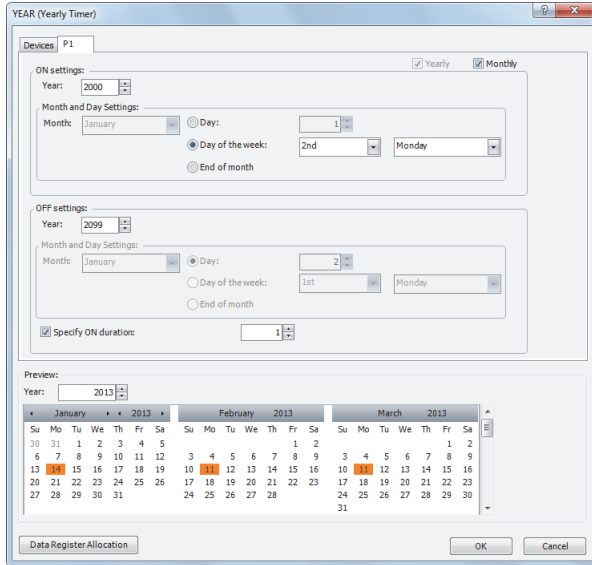 YEAR (Yearly Timer)
Devices P1
Yearly Monthly
ON settings:
Year: 2000
Month and Day Settings:
Month: January Day: 1
Day of the week: 2nd Monday
End of month
OFF settings:
Year: 2099
Month and Day Settings:
Month: January Day: 2
Day of the week: 1st Monday
End of month
Specify ON duration: 1
Preview:
Year: 2013
January 2013 February 2013 March 2013
Su Mo Tu We Th Fr Sa Su Mo Tu We Th Fr Sa Su Mo Tu We Th Fr Sa
30 31 1 2 3 4 5 1 2 1 2
6 7 8 9 10 11 12 3 4 5 6 7 8 9 3 4 5 6 7 8 9
13 14 15 16 17 18 19 10 11 12 13 14 15 16 10 11 12 13 14 15 16
20 21 22 23 24 25 26 17 18 19 20 21 22 23 17 18 19 20 21 22 23
27 28 29 30 31 24 25 26 27 28 24 25 26 27 28 29 30
31
Data Register Allocation OK Cancel